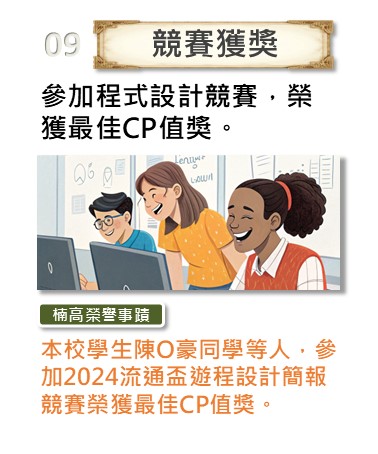 09
競賽獲獎
參加程式設計競賽，榮
獲最佳CP值獎。
楠高榮譽事蹟
本校學生陳O豪同學等人，參
加2024流通盃遊程設計簡報
競賽榮獲最佳CP值獎。